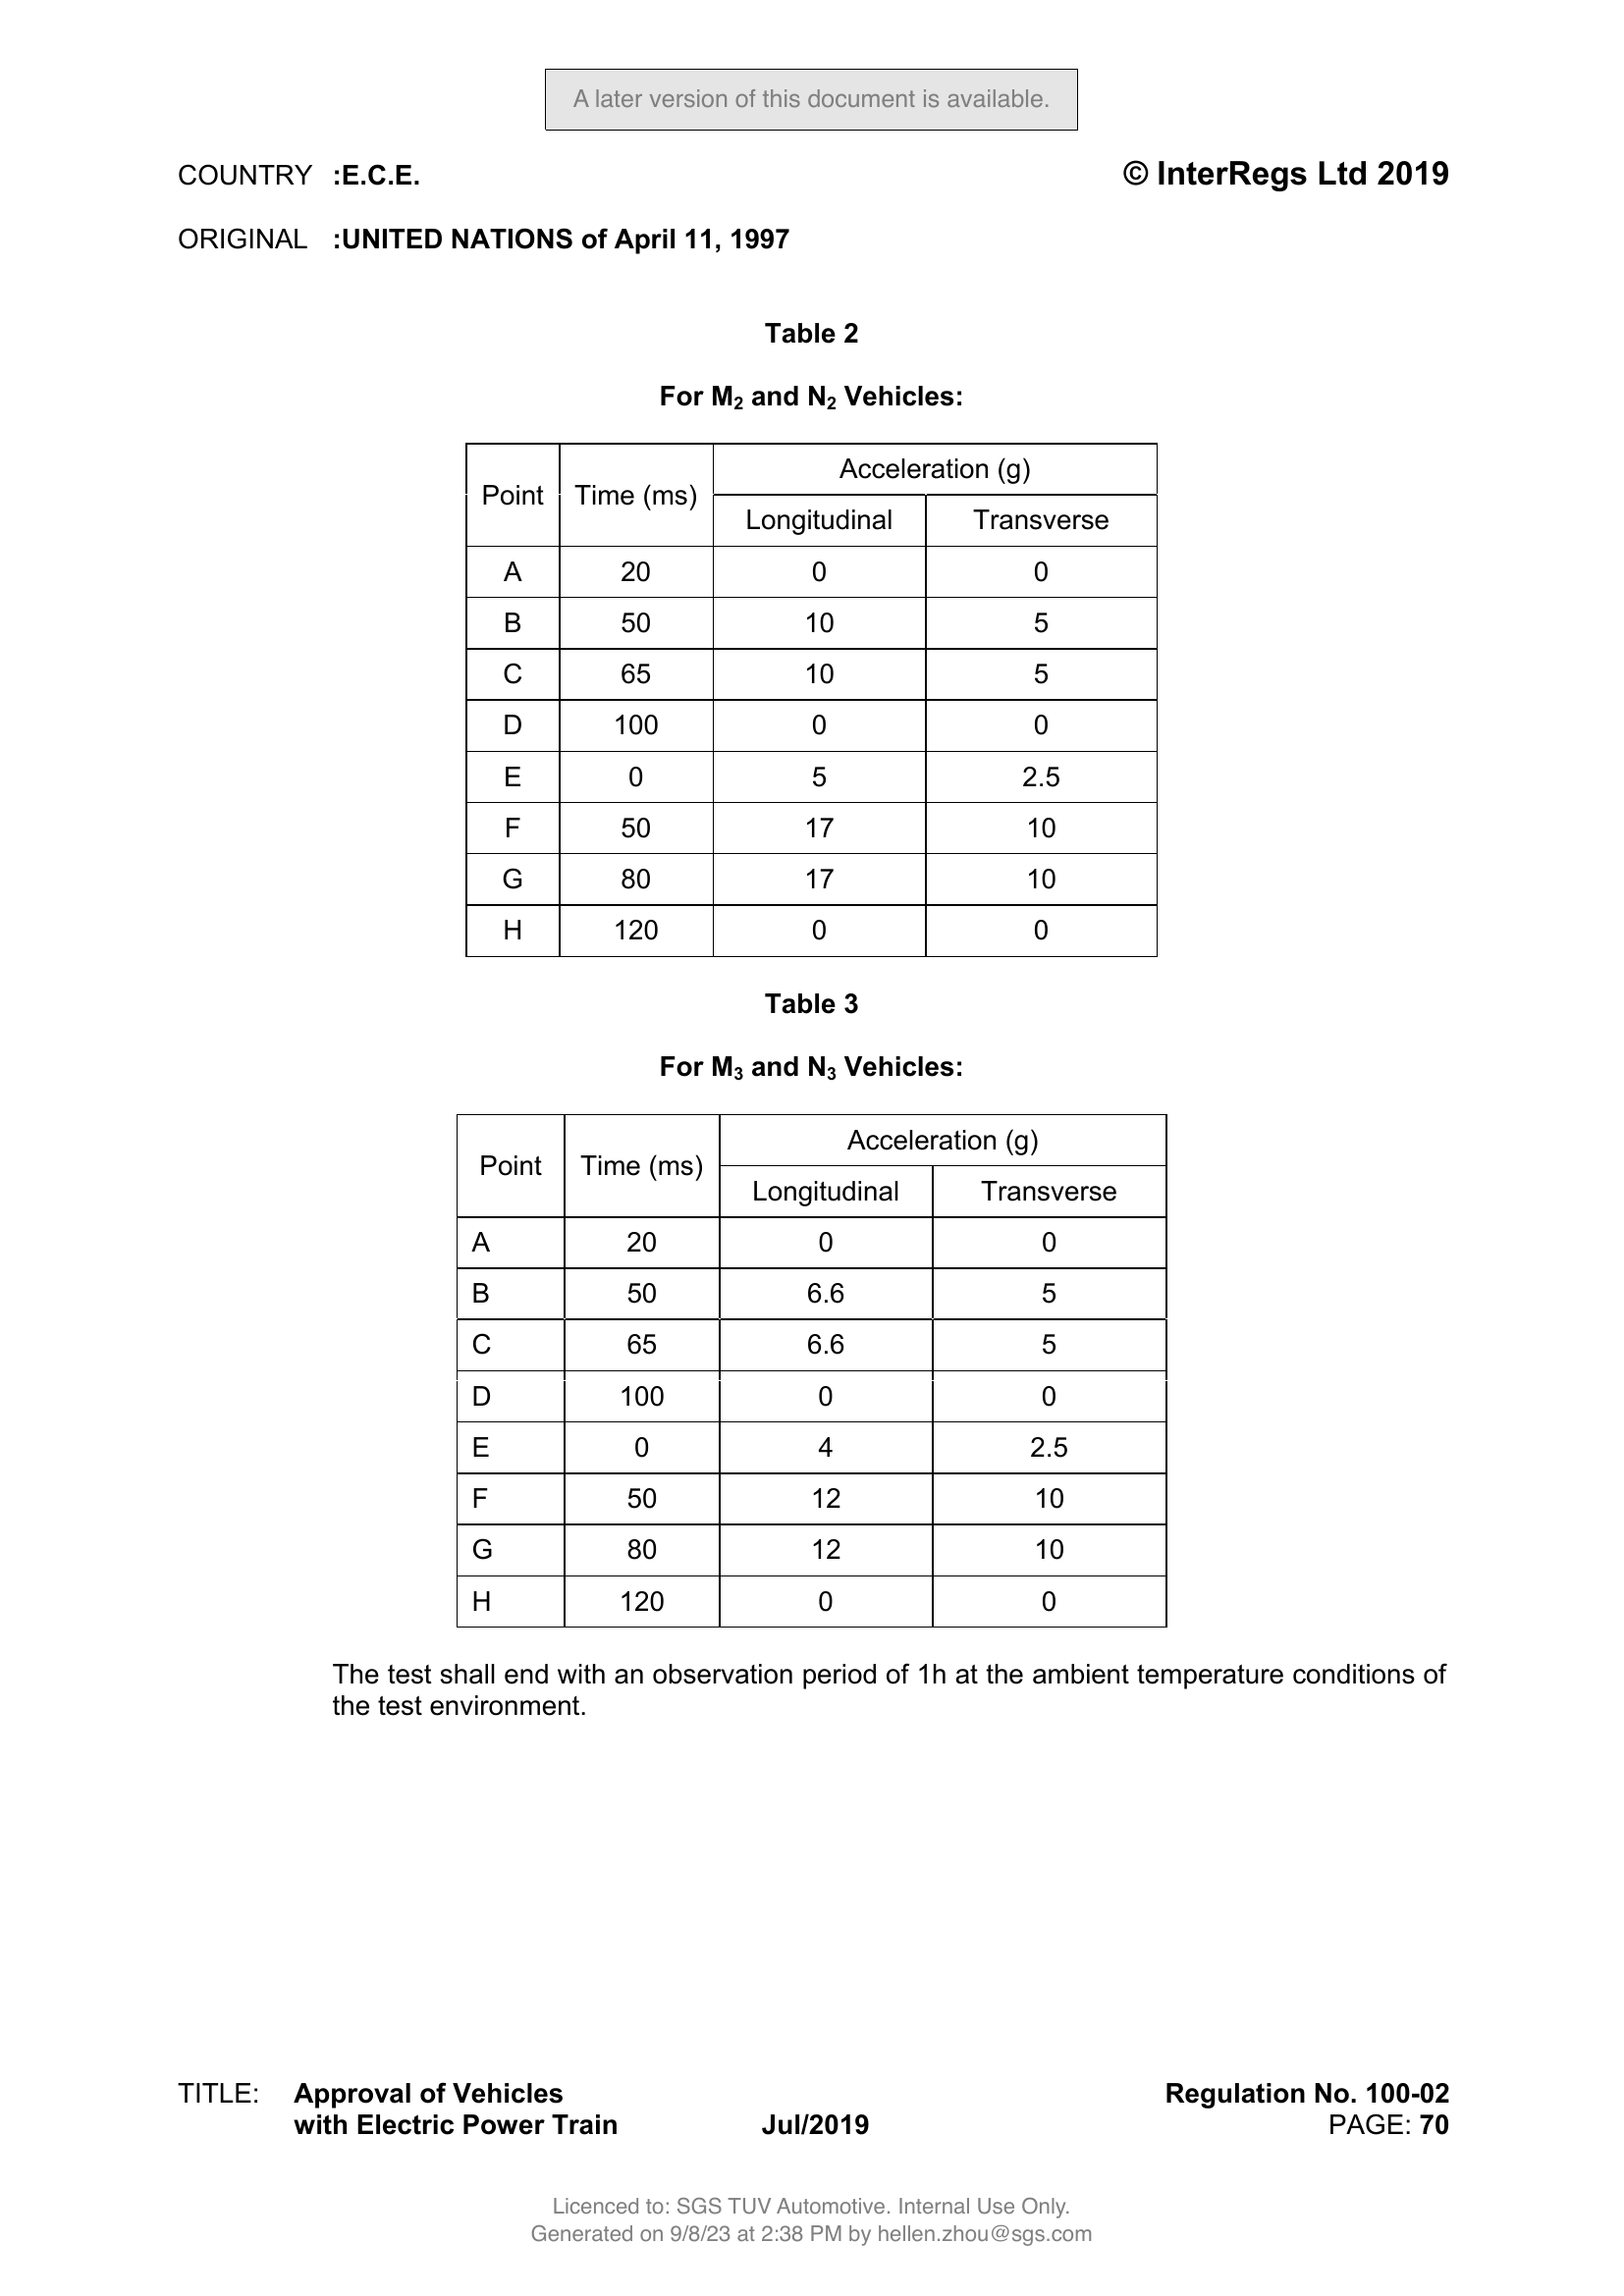 A later version of this document is available.
COUNTRY :E.C.E. © InterRegs Ltd 2019
ORIGINAL :UNITED NATIONS of April 11, 1997
Table 2
For M₂ and N₂ Vehicles:
Point Time (ms) Acceleration (g)
Longitudinal Transverse
A 20 0 0
B 50 10 5
C 65 10 5
D 100 0 0
E 0 5 2.5
F 50 17 10
G 80 17 10
H 120 0 0
Table 3
For M₃ and N₃ Vehicles:
Point Time (ms) Acceleration (g)
Longitudinal Transverse
A 20 0 0
B 50 6.6 5
C 65 6.6 5
D 100 0 0
E 0 4 2.5
F 50 12 10
G 80 12 10
H 120 0 0
The test shall end with an observation period of 1h at the ambient temperature conditions of
the test environment.
TITLE: Approval of Vehicles Regulation No. 100-02
with Electric Power Train Jul/2019 PAGE: 70
Licenced to: SGS TUV Automotive. Internal Use Only.
Generated on 9/8/23 at 2:38 PM by hellen.zhou@sgs.com